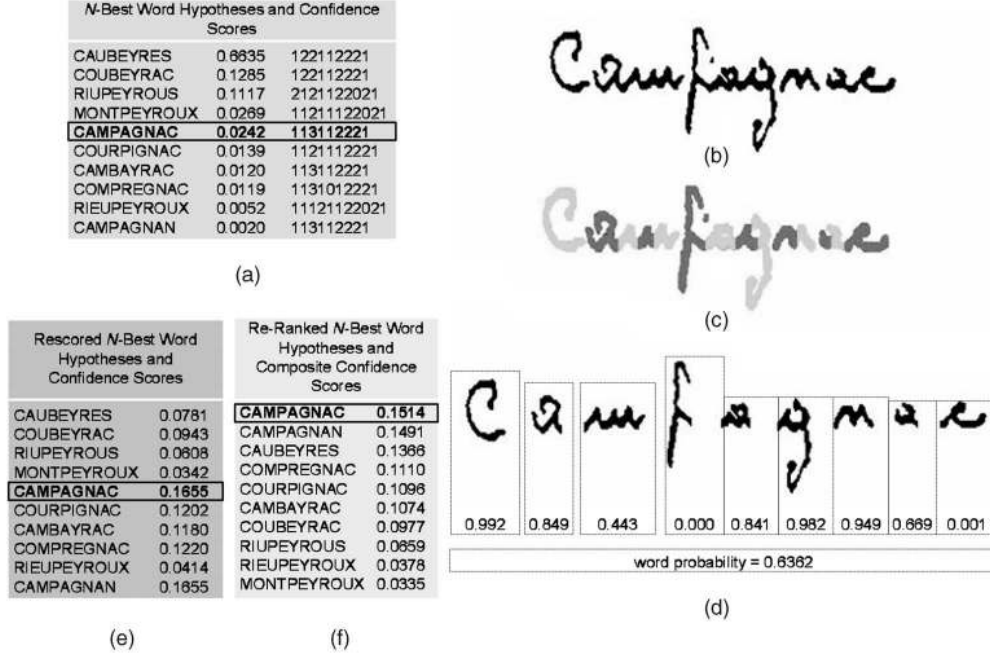 N-Best Word Hypotheses and Confidence
Scores
CAUBEYRES 0.6635 122112221
COUBEYRAC 0.1285 122112221
RIUPEYROUS 0.1117 2121122021
MONTPEYROUX 0.0269 11211122021
CAMPAGNAC 0.0242 113112221
COURPIGNAC 0.0139 1121112221
CAMBAYRAC 0.0120 113112221
COMPREGNAC 0.0119 1131012221
RIEUPEYROUX 0.0052 11121122021
CAMPAGNAN 0.0020 113112221
(a)
Campagnac
(b)
Campagnac
(c)
Rescored N-Best Word
Hypotheses and
Confidence Scores
CAUBEYRES 0.0781
COUBEYRAC 0.0943
RIUPEYROUS 0.0608
MONTPEYROUX 0.0342
CAMPAGNAC 0.1655
COURPIGNAC 0.1202
CAMBAYRAC 0.1180
COMPREGNAC 0.1220
RIEUPEYROUX 0.0414
CAMPAGNAN 0.1655
(e)
Re-Ranked N-Best Word
Hypotheses and
Composite Confidence
Scores
CAMPAGNAC 0.1514
CAMPAGNAN 0.1491
CAUBEYRES 0.1366
COMPREGNAC 0.1110
COURPIGNAC 0.1096
CAMBAYRAC 0.1074
COUBEYRAC 0.0977
RIUPEYROUS 0.0659
RIEUPEYROUX 0.0378
MONTPEYROUX 0.0335
(f)
C a m p a g n a c
0.992 0.849 0.443 0.000 0.841 0.982 0.949 0.669 0.001
word probability = 0.6362
(d)